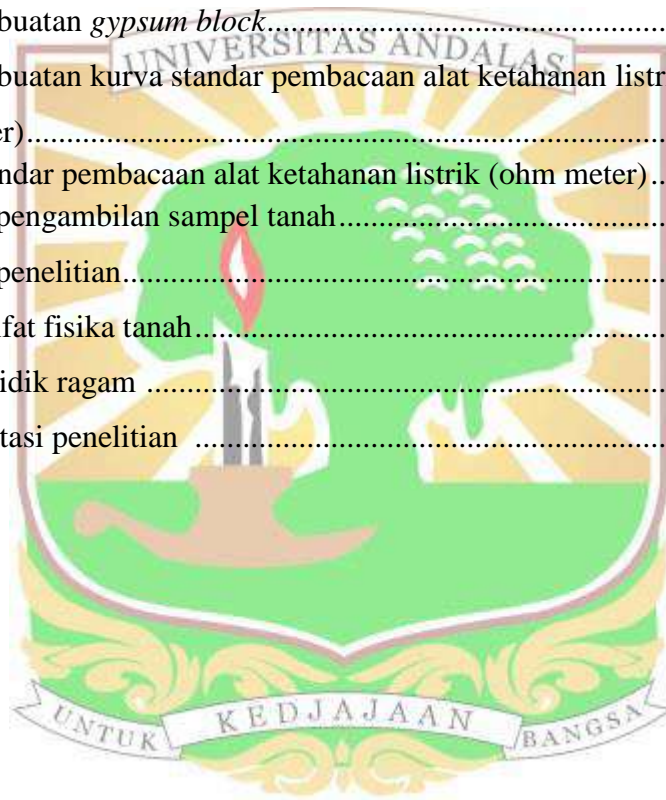 buatan gypsum block....................................................
UNIVERSITAS ANDALAS
buatan kurva standar pembacaan alat ketahanan listr
er)....................................................................................
ndar pembacaan alat ketahanan listrik (ohm meter)..
pengambilan sampel tanah...........................................
penelitian.......................................................................
ifat fisika tanah..............................................................
idik ragam .....................................................................
tasi penelitian ..............................................................
UNTUK KEDJAJAAN BANGSA